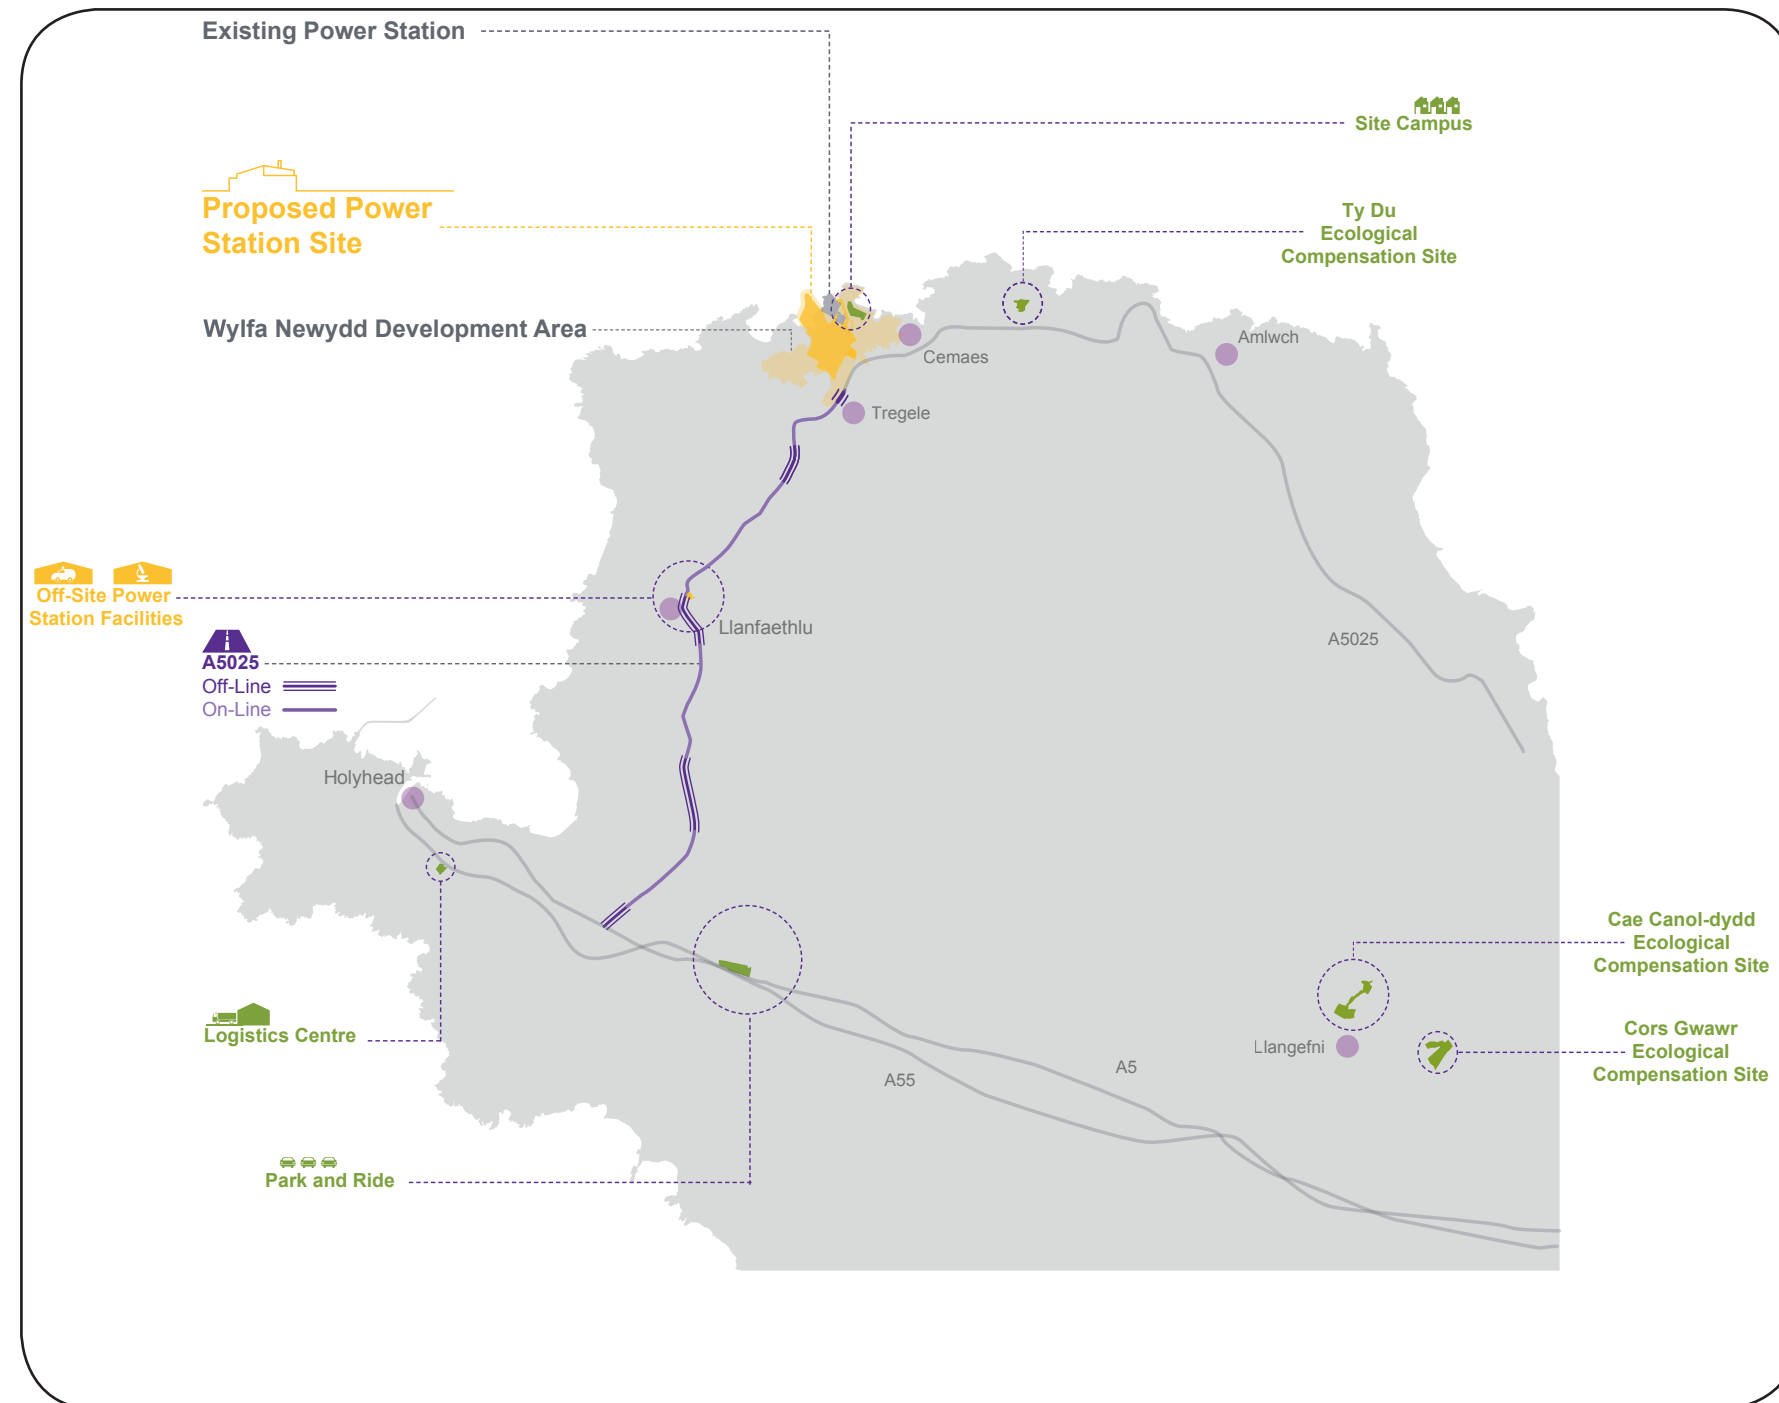 Existing Power Station
Site Campus
Proposed Power
Station Site
Ty Du
Ecological
Compensation Site
Wylfa Newydd Development Area
Cemaes
Amlwch
Tregele
Off-Site Power
Station Facilities
Llanfaethlu
A5025
A5025
Off-Line
On-Line
Holyhead
Cae Canol-dydd
Ecological
Compensation Site
Logistics Centre
Llangefni
Cors Gwawr
Ecological
Compensation Site
A55
A5
Park and Ride